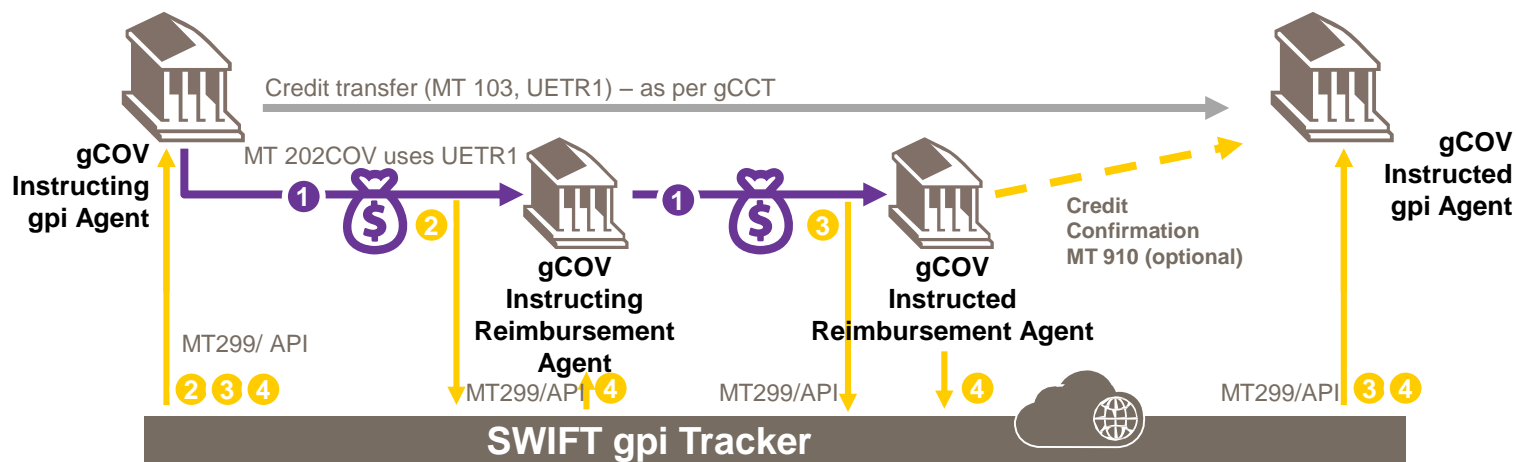 Credit transfer (MT 103, UETR1) – as per gCCT
gCOV
Instructing
gpi Agent
MT 202COV uses UETR1
1
$
2
1
$
3
gCOV
Instructing
Reimbursement
Agent
gCOV
Instructed
Reimbursement Agent
Credit
Confirmation
MT 910 (optional)
gCOV
Instructed
gpi Agent
MT299/ API
2 3 4
MT299/API
4
MT299/API
4
MT299/API
3 4
SWIFT gpi Tracker